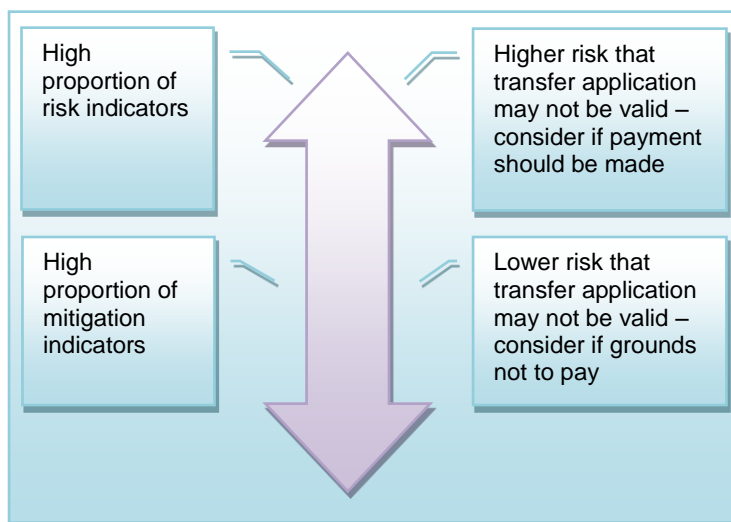 High
proportion of
risk indicators
Higher risk that
transfer application
may not be valid –
consider if payment
should be made
High
proportion of
mitigation
indicators
Lower risk that
transfer application
may not be valid –
consider if grounds
not to pay